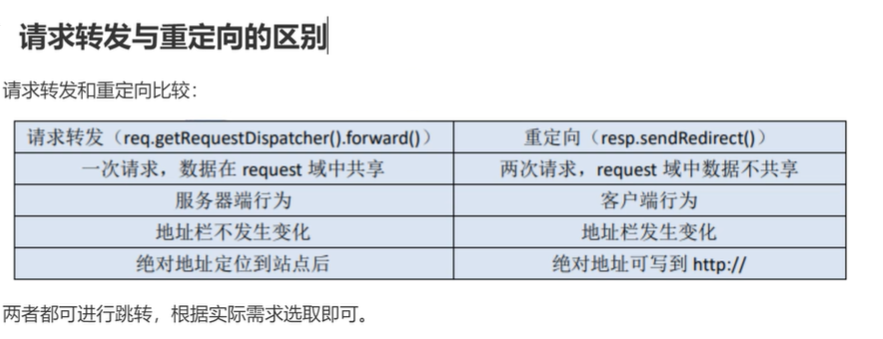 请求转发与重定向的区别
请求转发和重定向比较：
请求转发（req.getRequestDispatcher().forward()） 重定向（resp.sendRedirect()）
一次请求，数据在 request 域中共享 两次请求，request 域中数据不共享
服务器端行为 客户端行为
地址栏不发生变化 地址栏发生变化
绝对地址定位到站点后 绝对地址可写到 http://
两者都可进行跳转，根据实际需求选取即可。